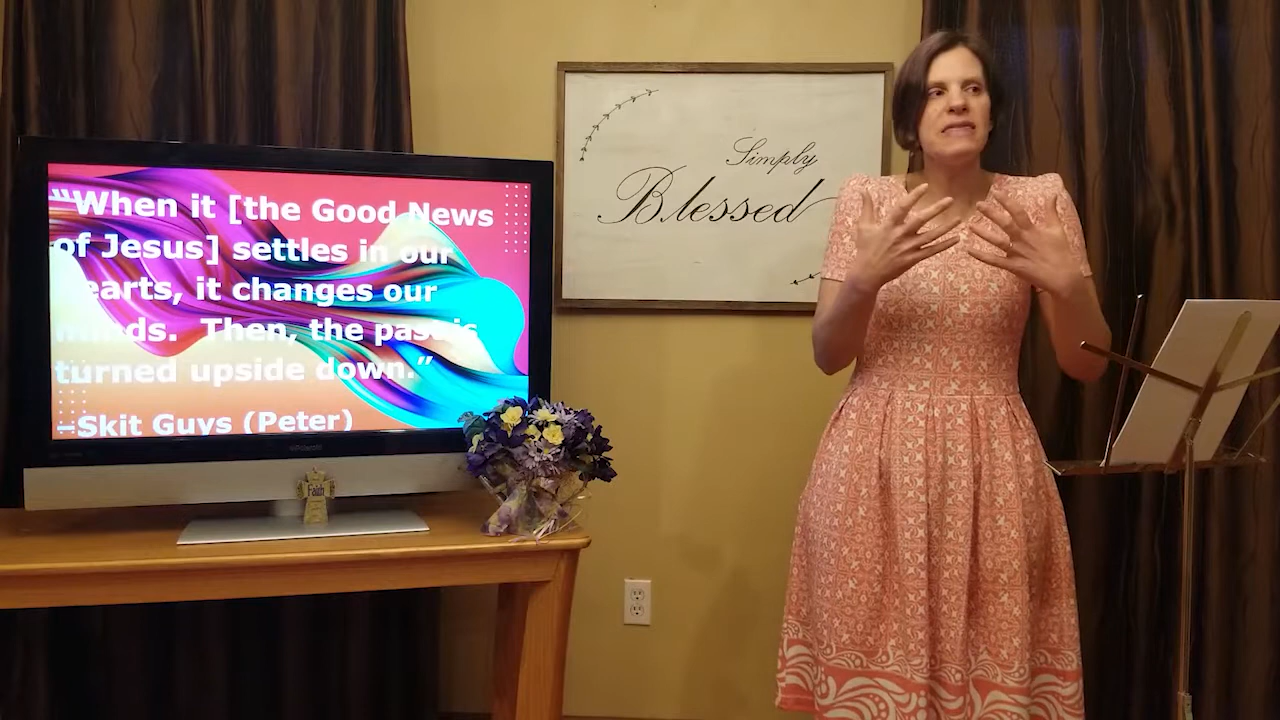 “When it [the Good News
of Jesus] settles in our
hearts, it changes our
minds. Then, the past is
turned upside down.”
–Skit Guys (Peter)
Simply
Blessed
Faith